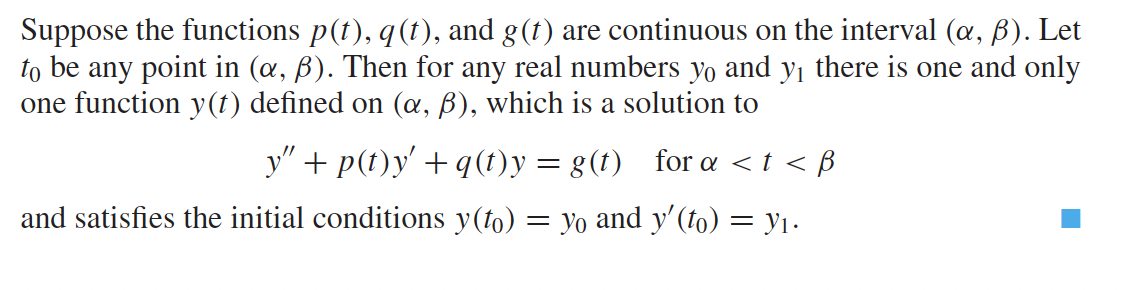 Suppose the functions p(t), q(t), and g(t) are continuous on the interval (α, β). Let
t₀ be any point in (α, β). Then for any real numbers y₀ and y₁ there is one and only
one function y(t) defined on (α, β), which is a solution to
y″ + p(t)y′ + q(t)y = g(t) for α < t < β
and satisfies the initial conditions y(t₀) = y₀ and y′(t₀) = y₁.